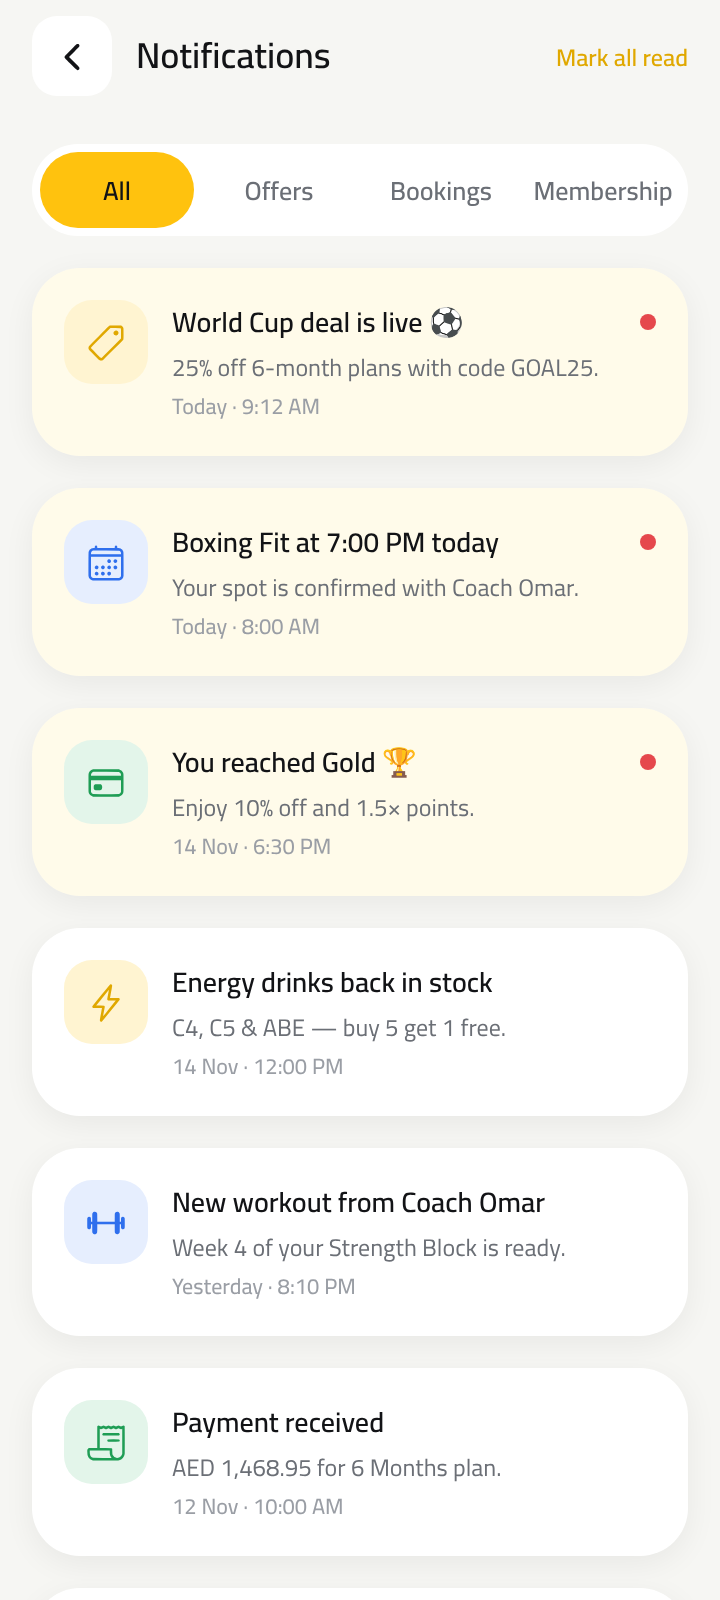 Notifications
Mark all read
All
Offers
Bookings
Membership
World Cup deal is live ⚽
25% off 6-month plans with code GOAL25.
Today · 9:12 AM
Boxing Fit at 7:00 PM today
Your spot is confirmed with Coach Omar.
Today · 8:00 AM
You reached Gold 🏆
Enjoy 10% off and 1.5× points.
14 Nov · 6:30 PM
Energy drinks back in stock
C4, C5 & ABE — buy 5 get 1 free.
14 Nov · 12:00 PM
New workout from Coach Omar
Week 4 of your Strength Block is ready.
Yesterday · 8:10 PM
Payment received
AED 1,468.95 for 6 Months plan.
12 Nov · 10:00 AM